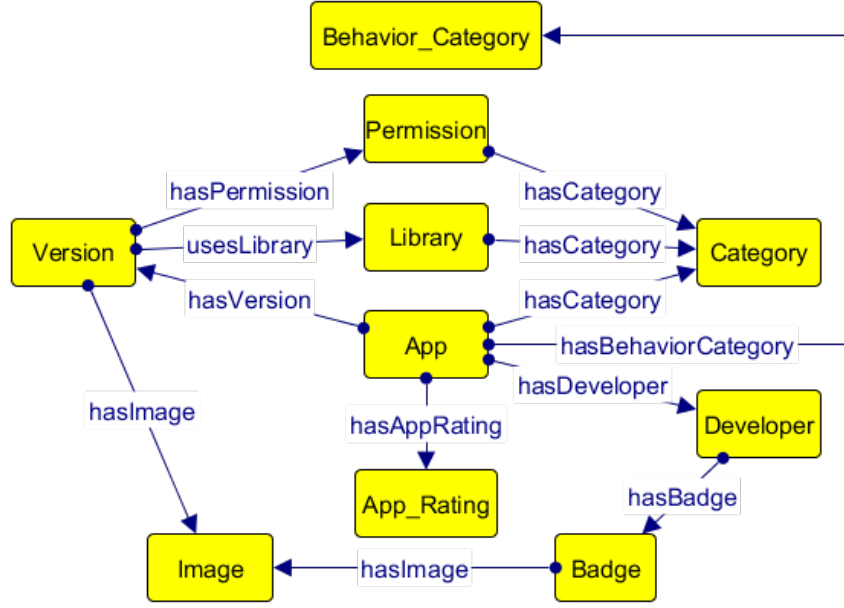 Behavior_Category
Permission
hasPermission
hasCategory
Version
usesLibrary
Library
hasCategory
Category
hasVersion
hasCategory
App
hasBehaviorCategory
hasDeveloper
hasImage
hasAppRating
Developer
hasBadge
App_Rating
Image
hasImage
Badge